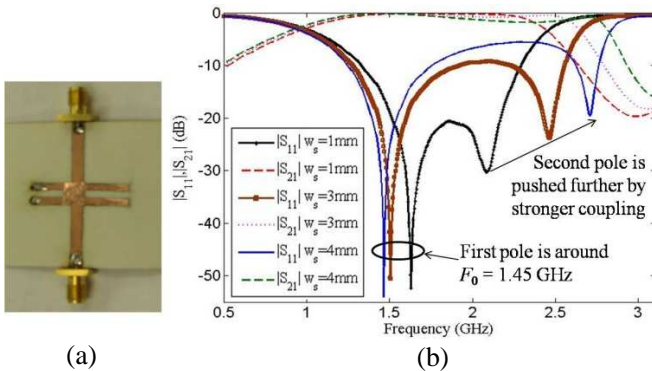 0
-10
-20
-30
-40
-50
|S11|,|S21| (dB)
|S11| ws=1mm
|S21| ws=1mm
|S11| ws=3mm
|S21| ws=3mm
|S11| ws=4mm
|S21| ws=4mm
Second pole is
pushed further by
stronger coupling
First pole is around
F0 = 1.45 GHz
0.5 1 1.5 2 2.5 3
Frequency (GHz)
(a) (b)